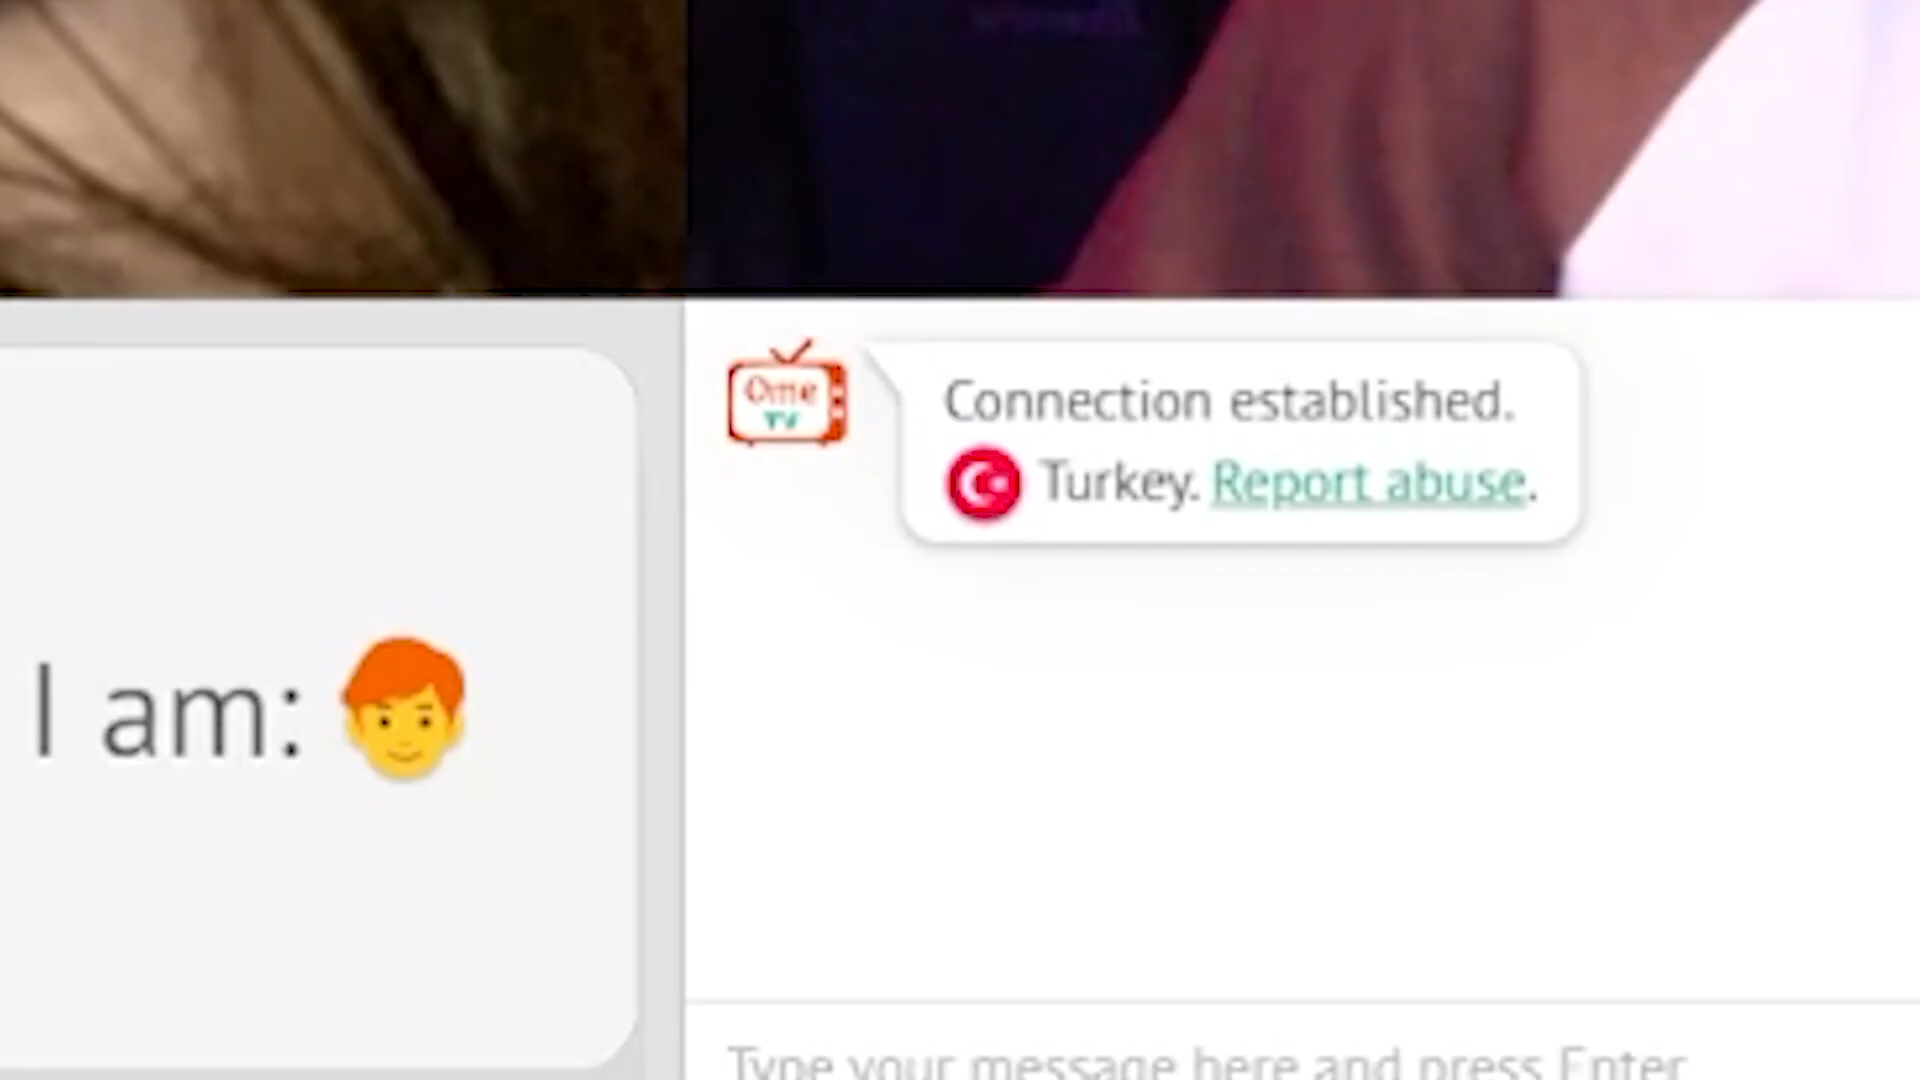 Ome
TV
Connection established.
Turkey. Report abuse.
I am:
Type your message here and press Enter